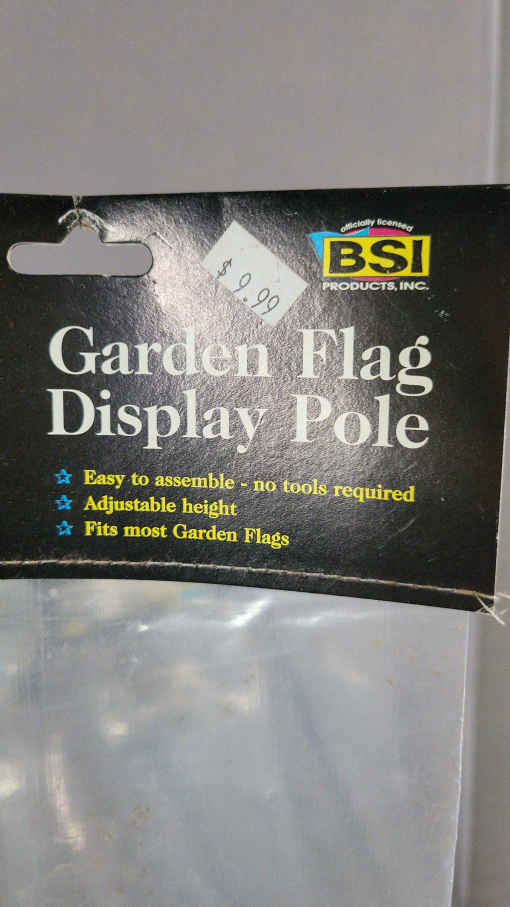 officially licensed
BSI
PRODUCTS, INC.
$9.99
Garden Flag
Display Pole
Easy to assemble - no tools required
Adjustable height
Fits most Garden Flags